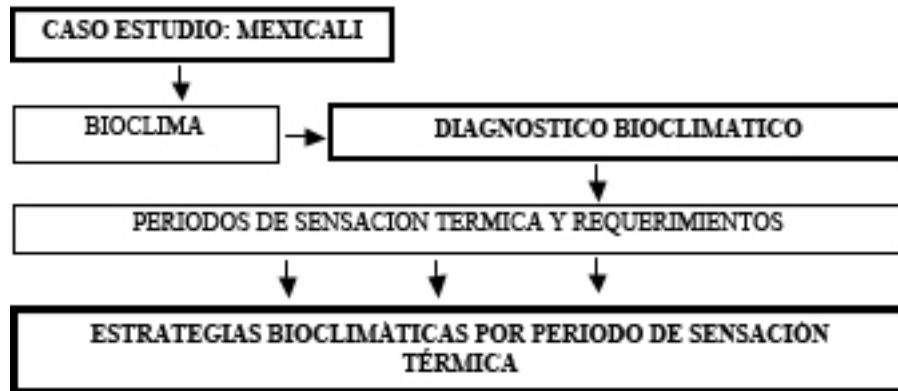 CASO ESTUDIO: MEXICALI
BIOCLIMA
DIAGNOSTICO BIOCLIMATICO
PERIODOS DE SENSACION TERMICA Y REQUERIMIENTOS
ESTRATEGIAS BIOCLIMÀTICAS POR PERIODO DE SENSACIÒN
TÉRMICA